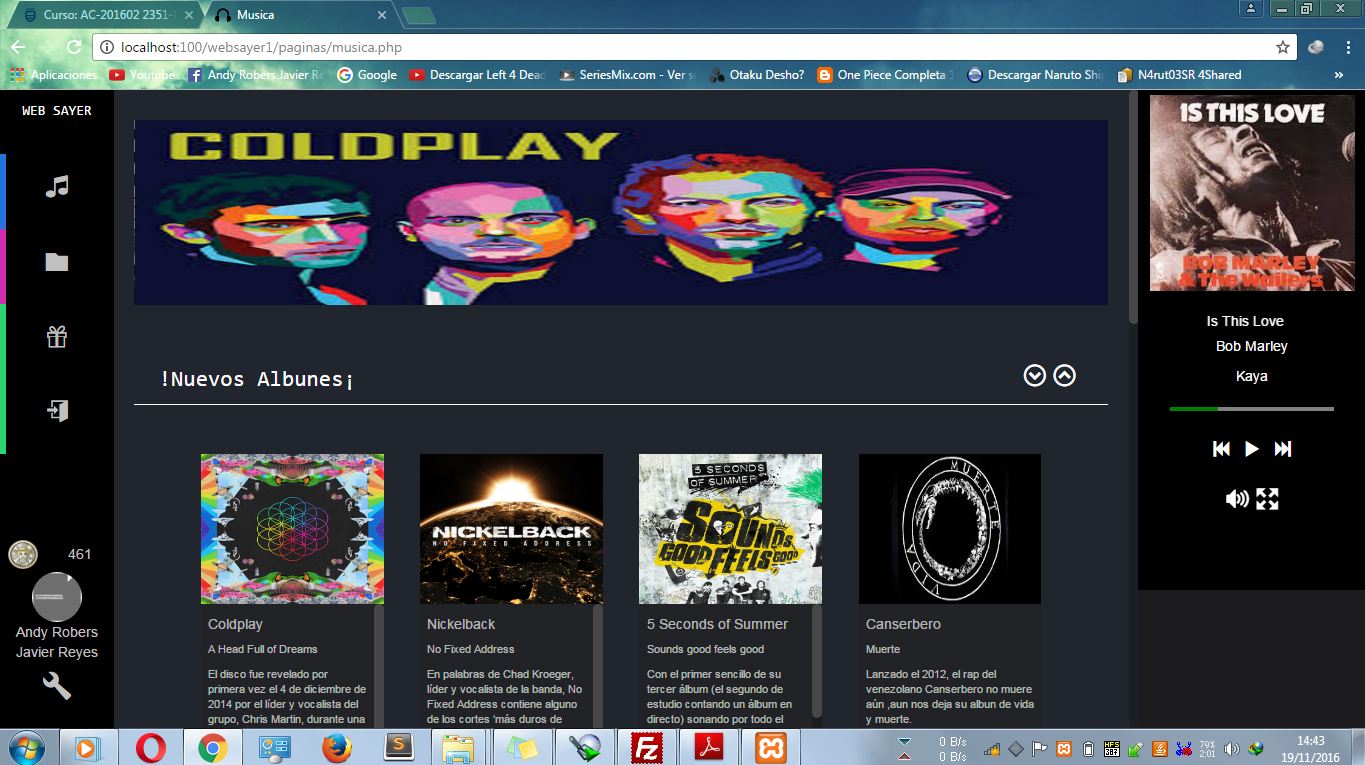 Curso: AC-201602 2351-
Musica
localhost:100/websayer1/paginas/musica.php
Aplicaciones
Youtube
Andy Robers Javier Re
Google
Descargar Left 4 Dead
SeriesMix.com - Ver s
Otaku Desho?
One Piece Completa 1
Descargar Naruto Ship
N4rut03SR 4Shared
»
WEB SAYER
COLDPLAY
IS THIS LOVE
BOB MARLEY
& The Wailers
Is This Love
Bob Marley
Kaya
!Nuevos Albunes¡
NICKELBACK
NO FIXED ADDRESS
5 SECONDS
OF SUMMER
SOUNDS
GOOD FEELS GOOD
MUERTE
VIDA
Coldplay
A Head Full of Dreams
El disco fue revelado por
primera vez el 4 de diciembre de
2014 por el líder y vocalista del
grupo, Chris Martin, durante una
Nickelback
No Fixed Address
En palabras de Chad Kroeger,
líder y vocalista de la banda, No
Fixed Address contiene alguno
de los cortes 'más duros de
5 Seconds of Summer
Sounds good feels good
Con el primer sencillo de su
tercer álbum (el segundo de
estudio contando un álbum en
directo) sonando por todo el
Canserbero
Muerte
Lanzado el 2012, el rap del
venezolano Canserbero no muere
aún ,aun nos deja su albun de vida
y muerte.
461
Andy Robers
Javier Reyes
0 B/s
0 B/s
HFS
79%
2:01
14:43
19/11/2016